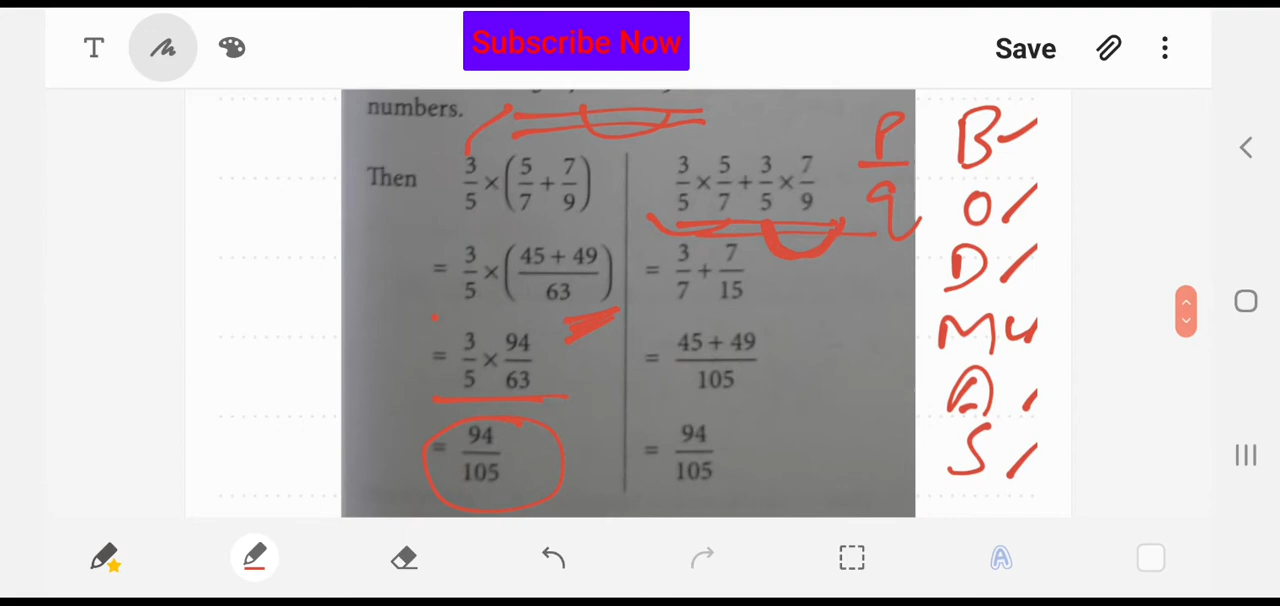 T
Subscribe Now
Save
numbers.
Then 3/5 × (5/7 + 7/9)
= 3/5 × ((45 + 49)/63)
= 3/5 × 94/63
= 94/105
3/5 × 5/7 + 3/5 × 7/9
= 3/7 + 7/15
= (45 + 49)/105
= 94/105
P/q
B
O
D
M
A
S
A